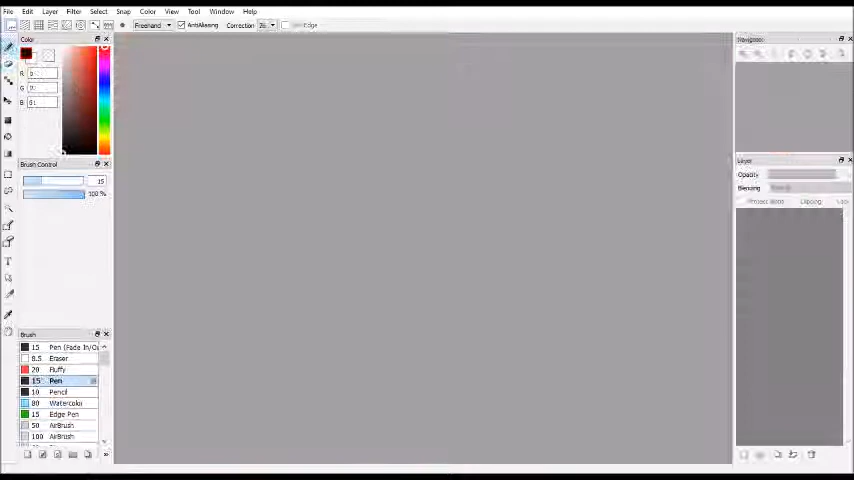 File Edit Layer Filter Select Snap Color View Tool Window Help
Freehand AntiAliasing Correction
Color
R
G
B
Brush Control
15
100 %
Brush
15 Pen (Fade In/Ou
8.5 Eraser
20 Fluffy
15 Pen
10 Pencil
80 Watercolor
15 Edge Pen
50 AirBrush
100 AirBrush
Navigator
Layer
Opacity
Blending
Protect Alpha Clipping